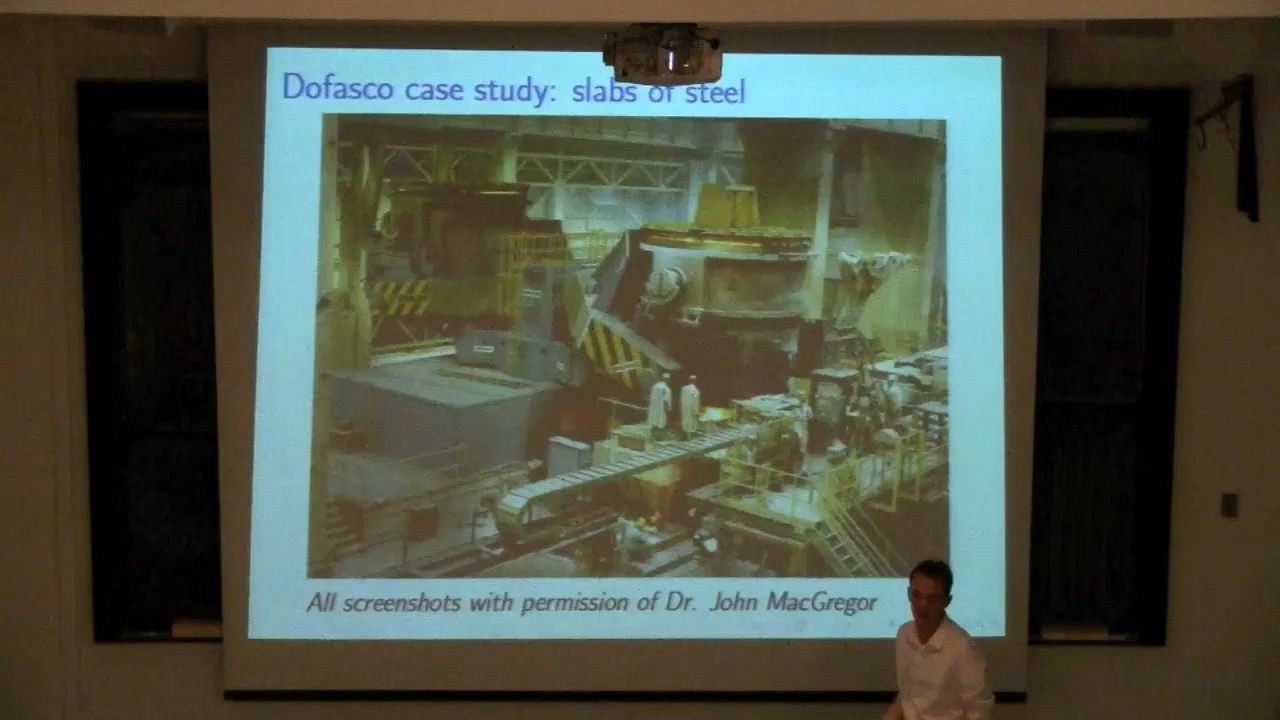 Dofasco case study: slabs of steel
All screenshots with permission of Dr. John MacGregor